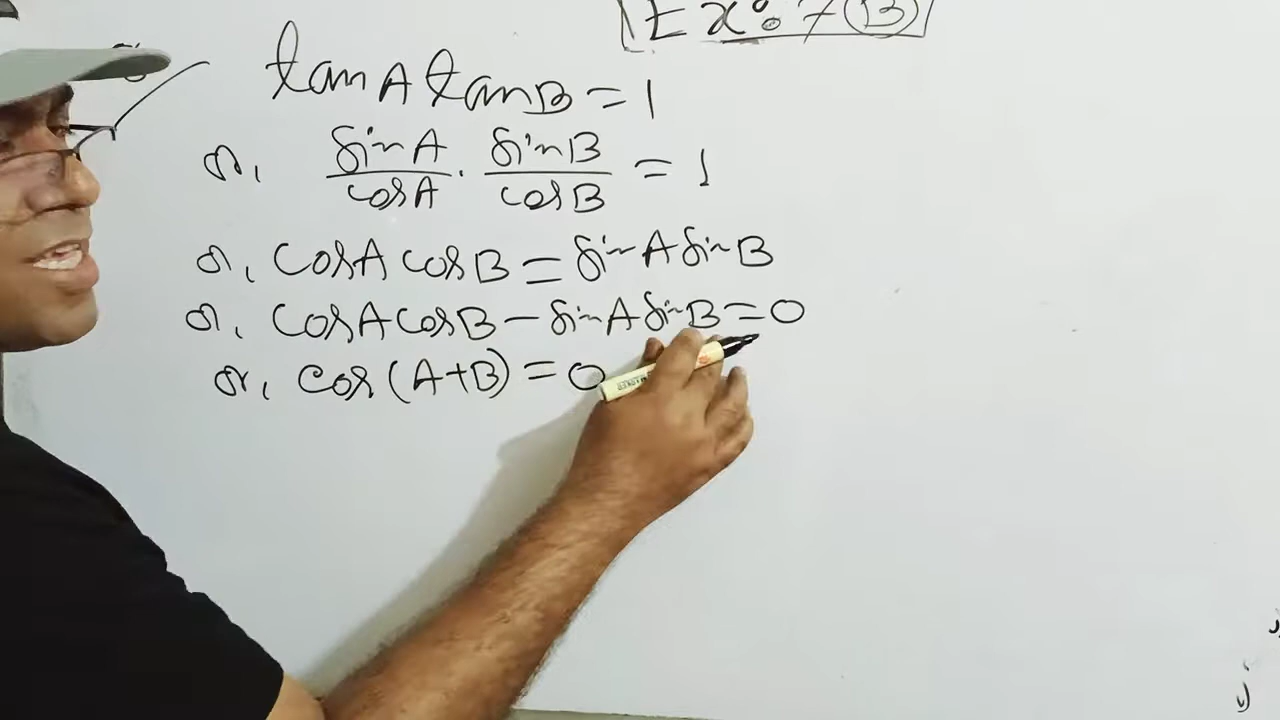 Ex: 7(B)
tanA tanB = 1
or, sinA/cosA . sinB/cosB = 1
or, cosA cosB = sinA sinB
or, cosA cosB - sinA sinB = 0
or, cos(A+B) = 0